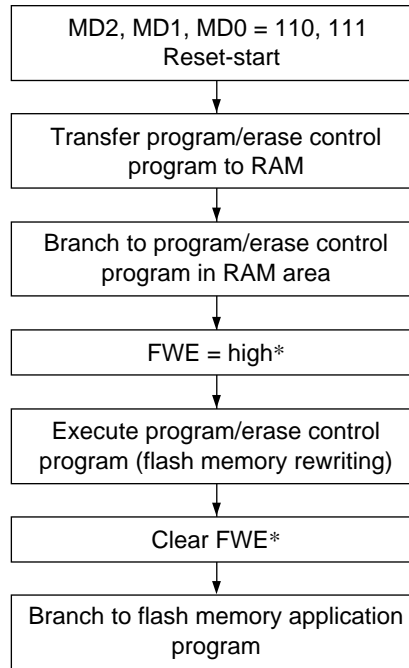 MD2, MD1, MD0 = 110, 111
Reset-start
Transfer program/erase control
program to RAM
Branch to program/erase control
program in RAM area
FWE = high*
Execute program/erase control
program (flash memory rewriting)
Clear FWE*
Branch to flash memory application
program